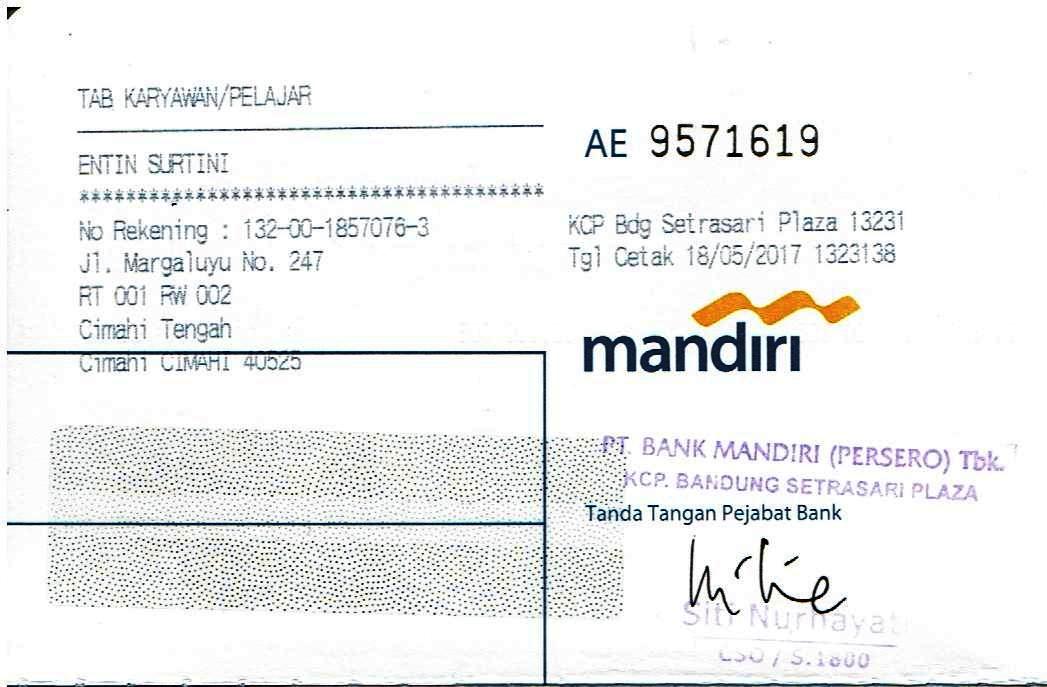 TAB KARYAWAN/PELAJAR
ENTIN SURTINI
****************************************
No Rekening : 132-00-1857076-3
Jl. Margaluyu No. 247
RT 001 RW 002
Cimahi Tengah
Cimahi CIMAHI 40525
AE 9571619
KCP Bdg Setrasari Plaza 13231
Tgl Cetak 18/05/2017 1323138
mandiri
PT. BANK MANDIRI (PERSERO) Tbk.
KCP. BANDUNG SETRASARI PLAZA
Tanda Tangan Pejabat Bank
Siti Nurhayati
CSO / S.1800